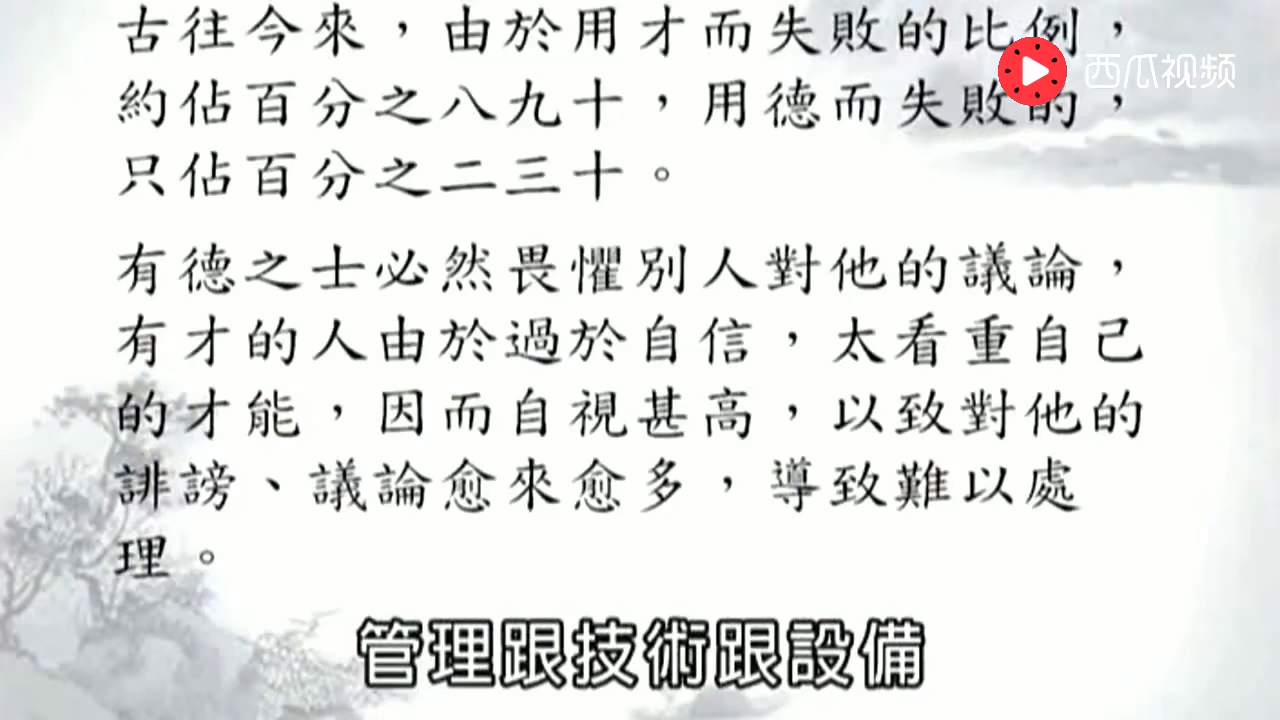 古往今來，由於用才而失敗的比例，
約佔百分之八九十，用德而失敗的，
只佔百分之二三十。
有德之士必然畏懼別人對他的議論，
有才的人由於過於自信，太看重自己
的才能，因而自視甚高，以致對他的
誹謗、議論愈來愈多，導致難以處
理。
管理跟技術跟設備
西瓜视频